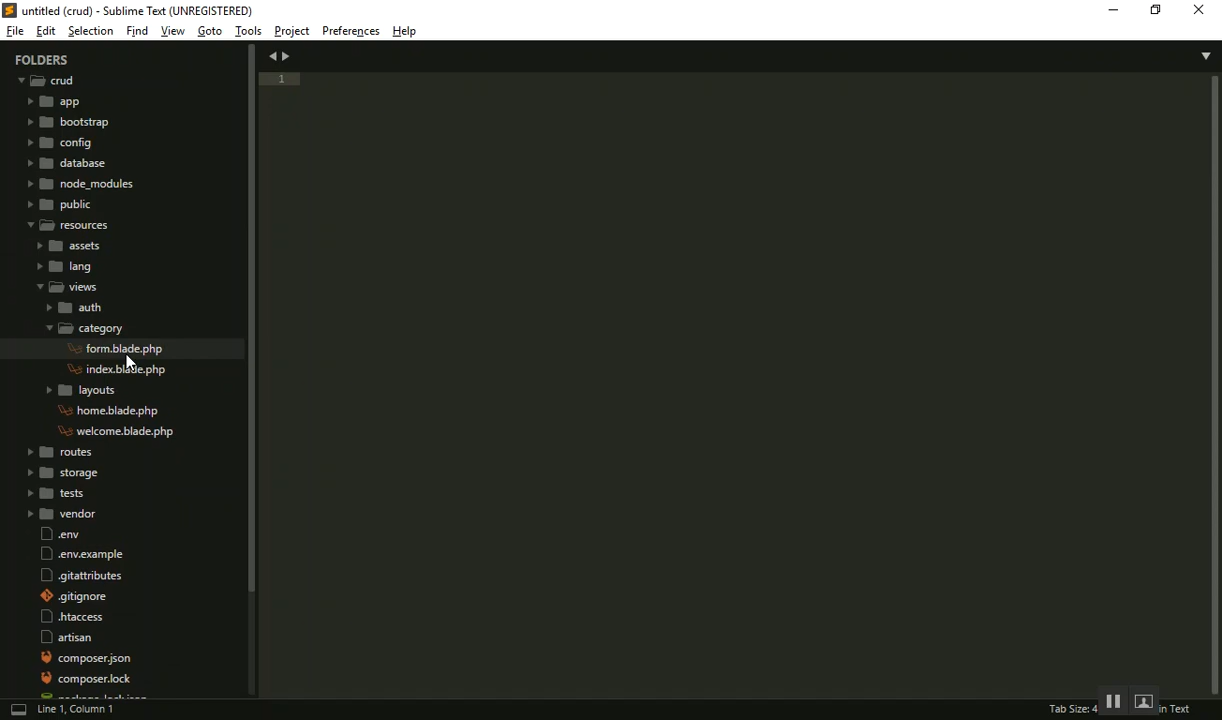 untitled (crud) - Sublime Text (UNREGISTERED)
File Edit Selection Find View Goto Tools Project Preferences Help
FOLDERS
crud
1
app
bootstrap
config
database
node_modules
public
resources
assets
lang
views
auth
category
form.blade.php
index.blade.php
layouts
home.blade.php
welcome.blade.php
routes
storage
tests
vendor
.env
.env.example
.gitattributes
.gitignore
.htaccess
artisan
composer.json
composer.lock
Line 1, Column 1
Tab Size: 4
in Text